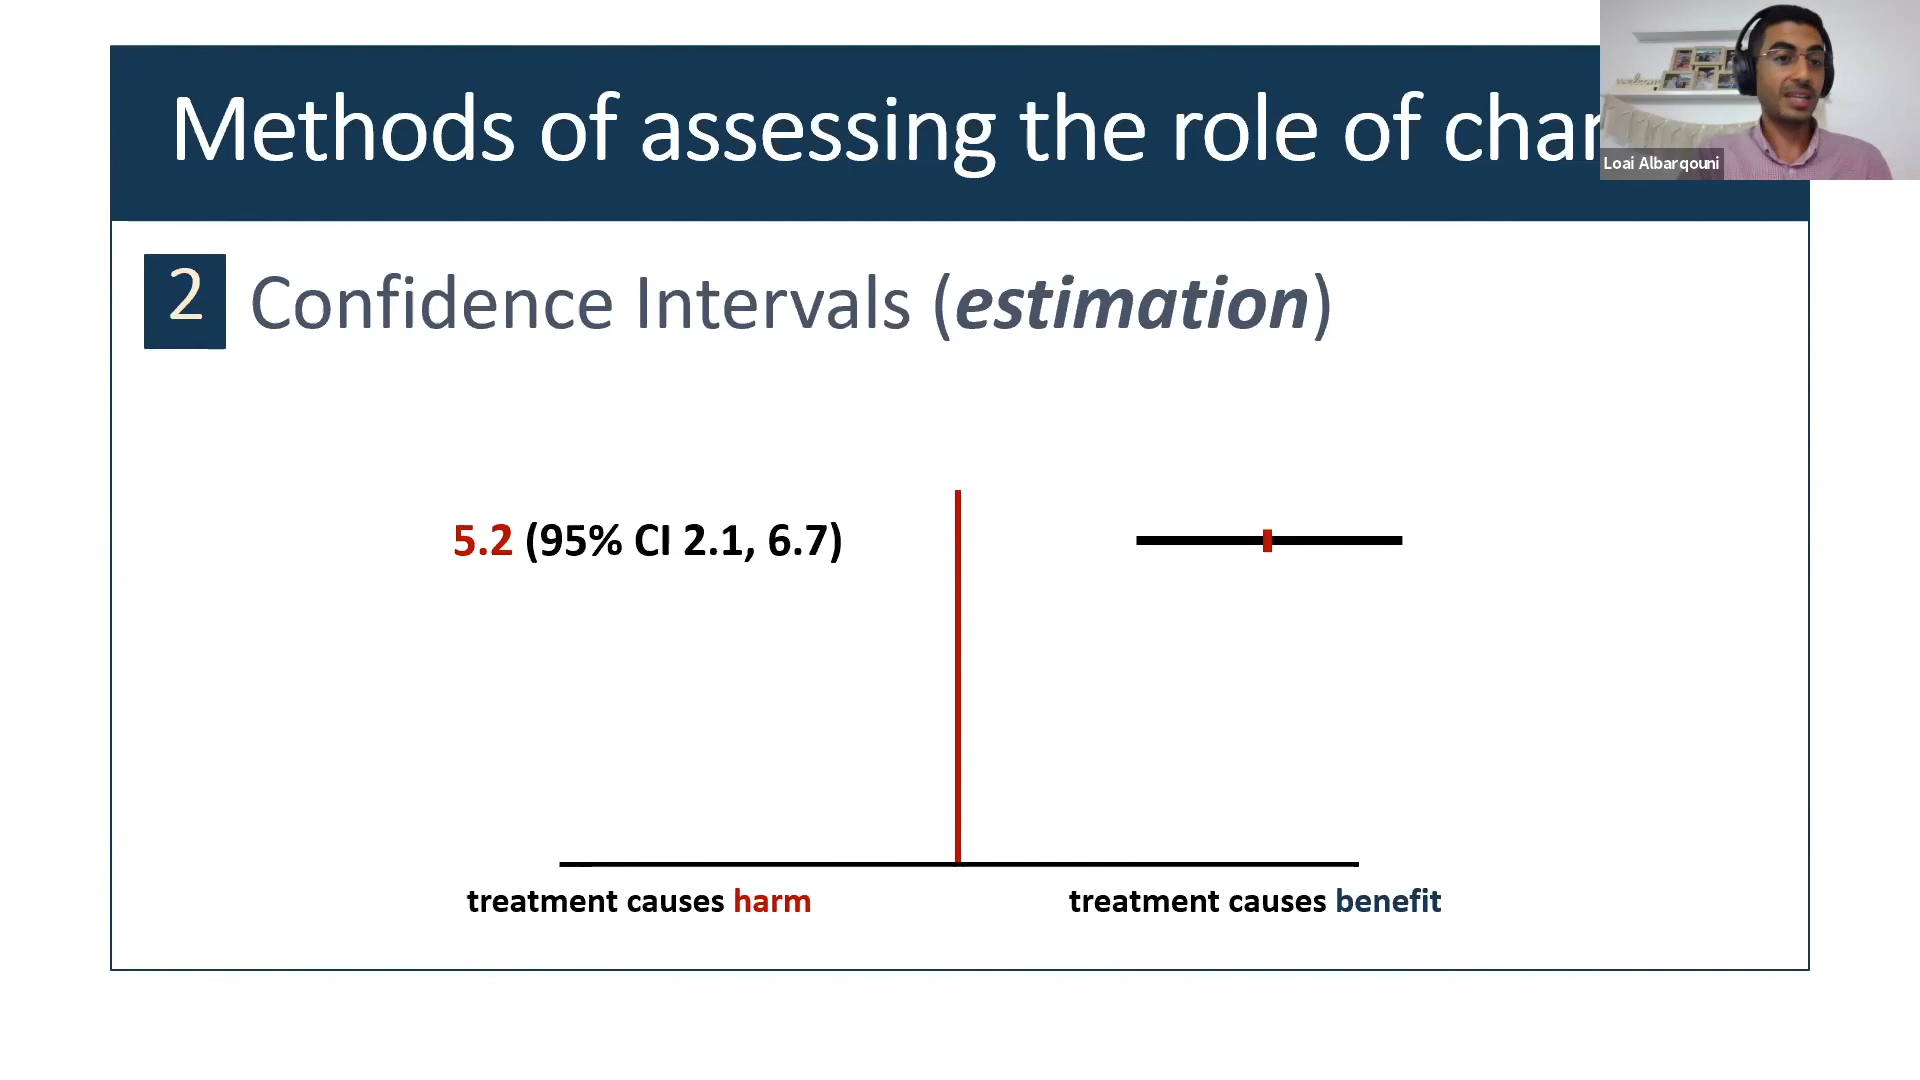 Methods of assessing the role of
Loai Albarqouni
2 Confidence Intervals (estimation)
5.2 (95% CI 2.1, 6.7)
treatment causes harm
treatment causes benefit